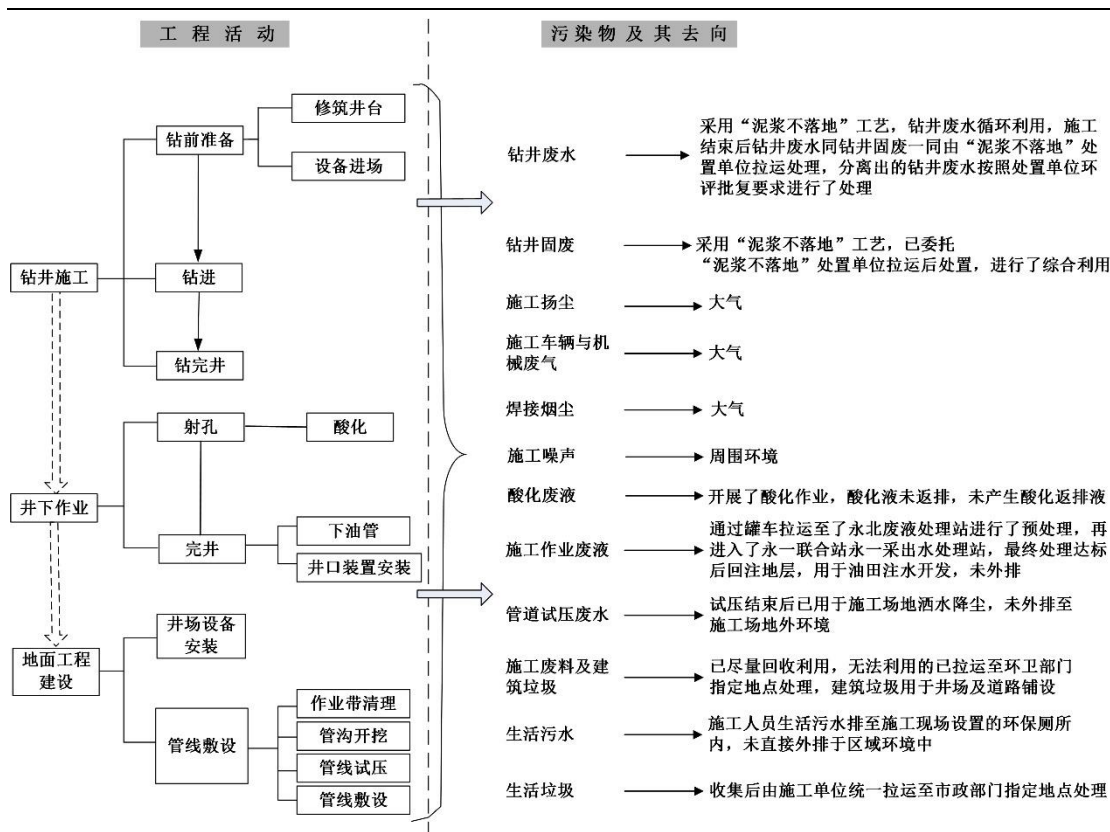 工程活动
污染物及其去向
修筑井台
钻前准备
设备进场
钻井施工
钻进
钻完井
射孔
酸化
井下作业
下油管
完井
井口装置安装
井场设备
安装
地面工程
建设
作业带清理
管沟开挖
管线敷设
管线试压
管线敷设
钻井废水
采用“泥浆不落地”工艺，钻井废水循环利用，施工
结束后钻井废水同钻井固废一同由“泥浆不落地”处
置单位拉运处理，分离出的钻井废水按照处置单位环
评批复要求进行了处理
钻井固废
采用“泥浆不落地”工艺，已委托
“泥浆不落地”处置单位拉运后处置，进行了综合利用
施工扬尘
大气
施工车辆与机
械废气
大气
焊接烟尘
大气
施工噪声
周围环境
酸化废液
开展了酸化作业，酸化液未返排，未产生酸化返排液
施工作业废液
通过罐车拉运至了永北废液处理站进行了预处理，再
进入了永一联合站永一采出水处理站，最终处理达标
后回注地层，用于油田注水开发，未外排
管道试压废水
试压结束后已用于施工场地洒水降尘，未外排至
施工场地外环境
施工废料及建
筑垃圾
已尽量回收利用，无法利用的已拉运至环卫部门
指定地点处理，建筑垃圾用于井场及道路铺设
生活污水
施工人员生活污水排至施工现场设置的环保厕所
内，未直接外排于区域环境中
生活垃圾
收集后由施工单位统一拉运至市政部门指定地点处理